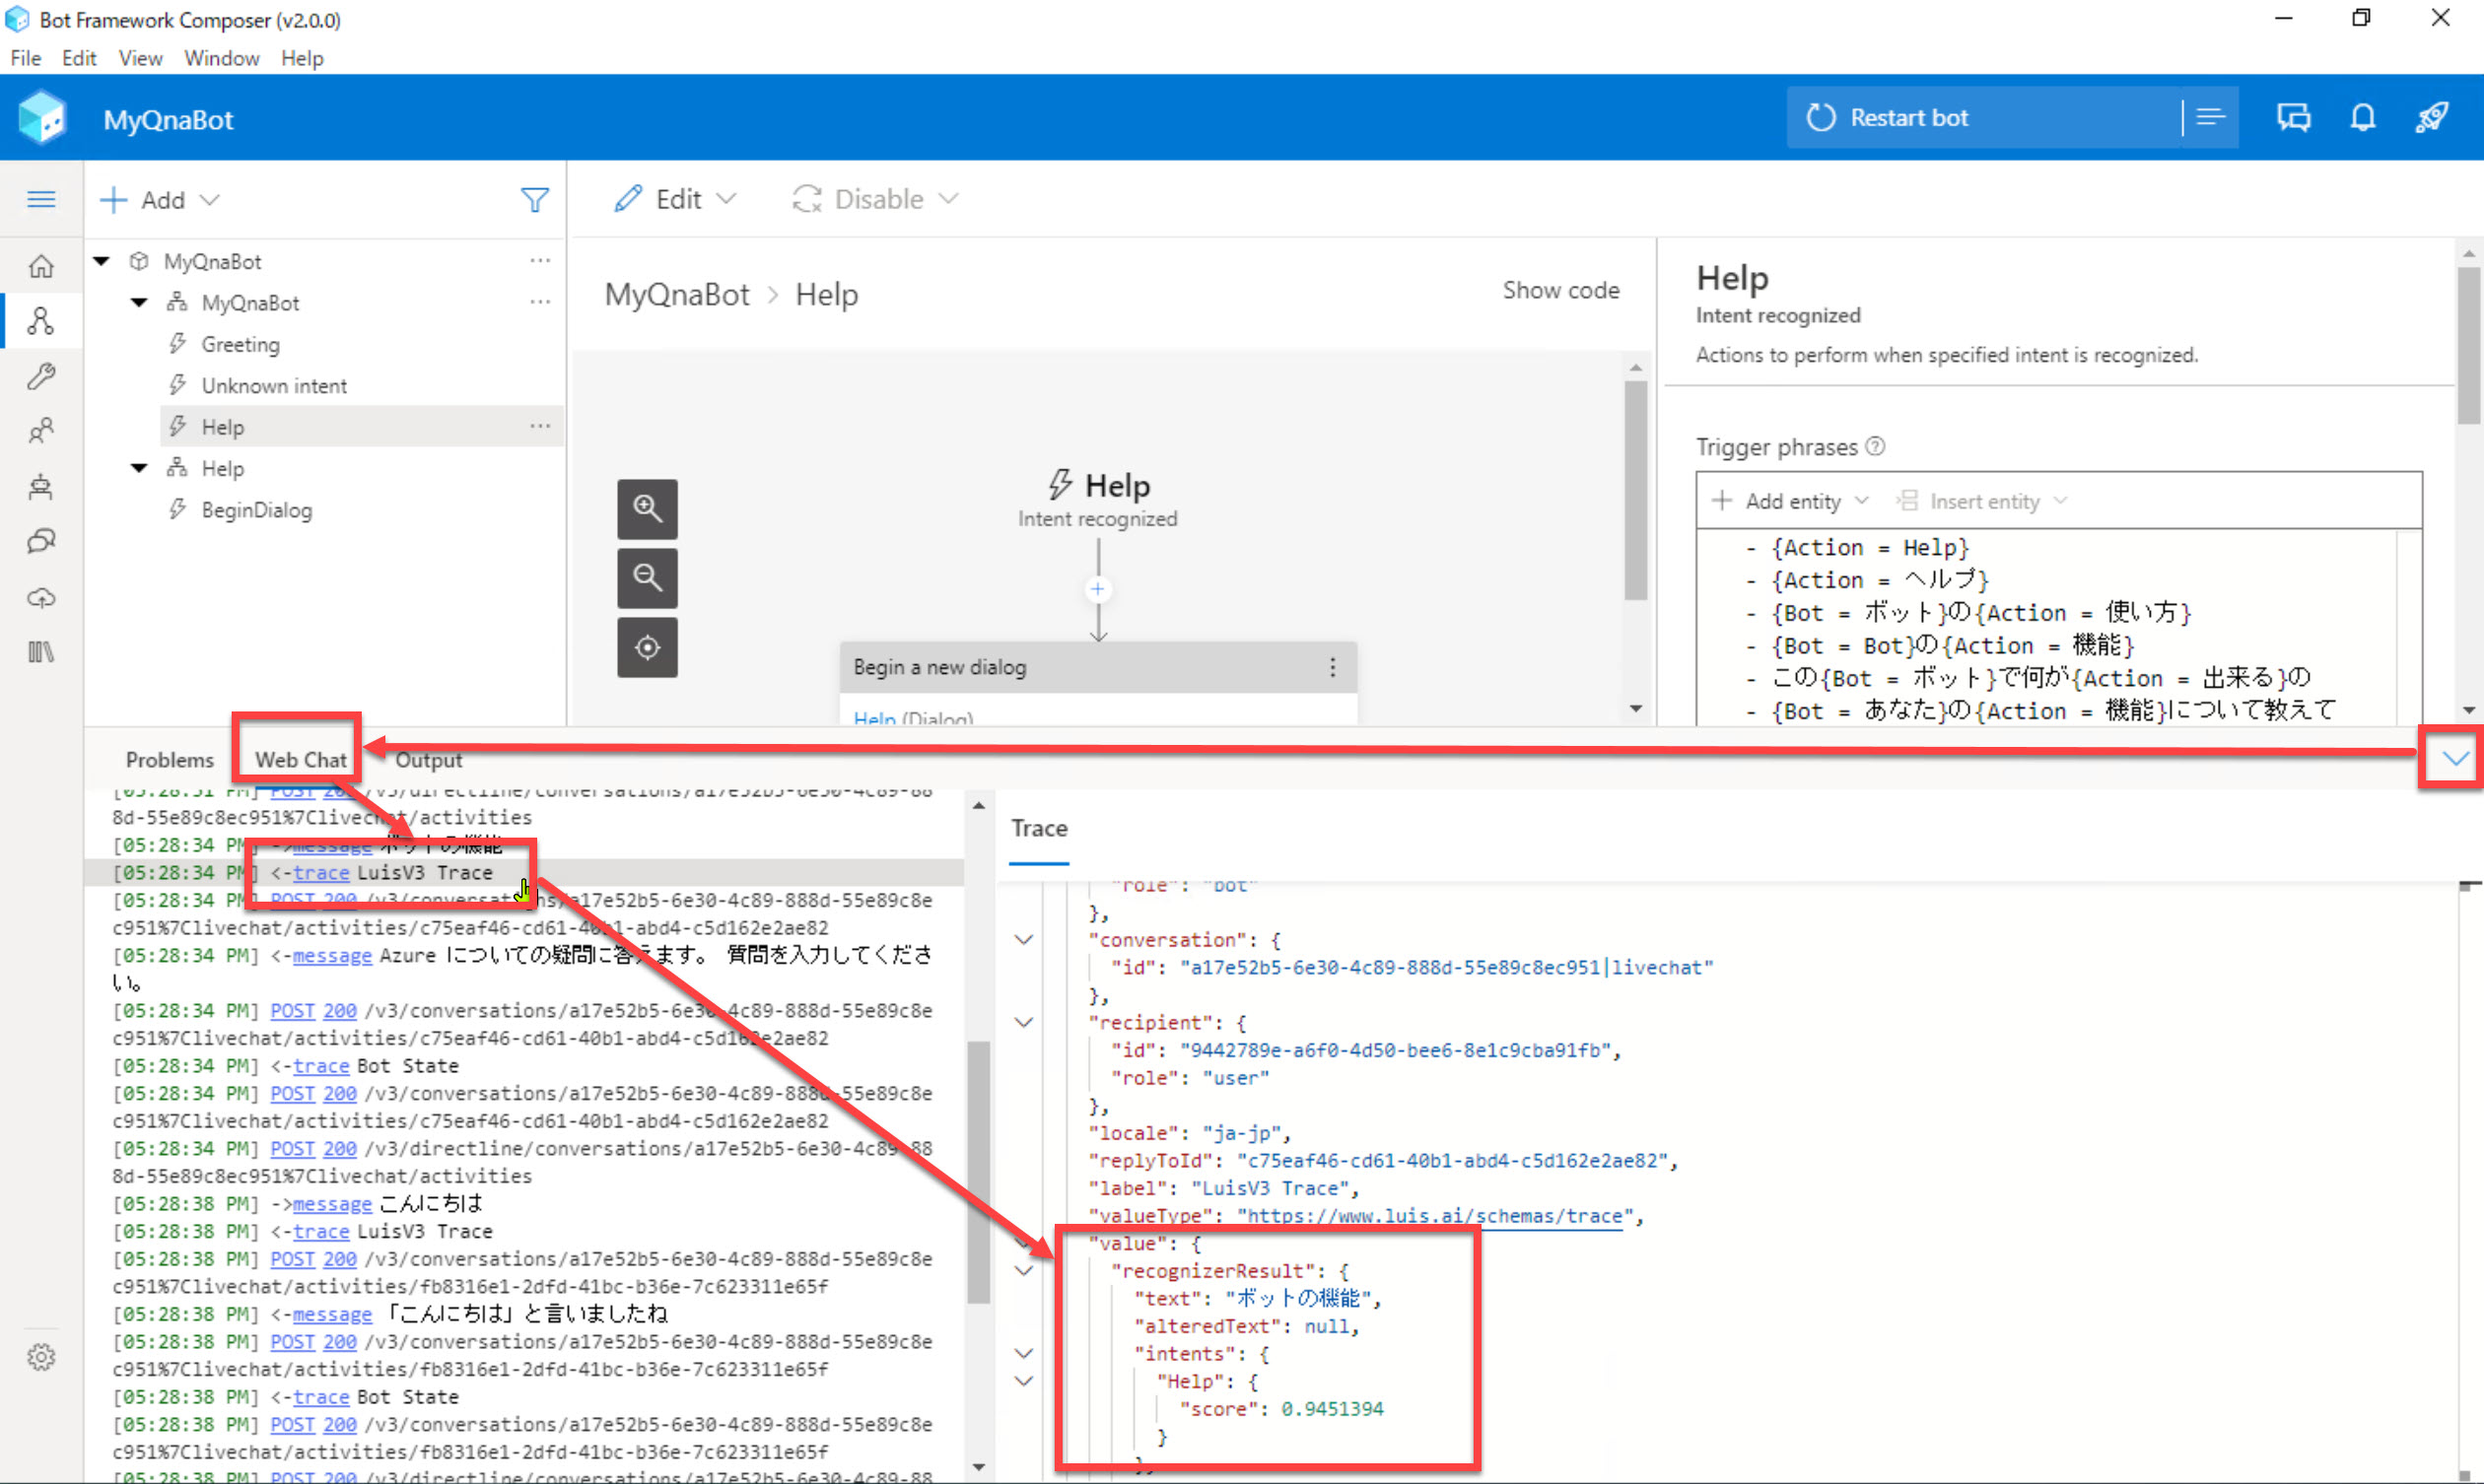 Bot Framework Composer (v2.0.0)
File Edit View Window Help
MyQnaBot
Restart bot
Add
Edit
Disable
MyQnaBot
MyQnaBot
Greeting
Unknown intent
Help
Help
BeginDialog
MyQnaBot > Help
Show code
Help
Intent recognized
Begin a new dialog
Help (Dialog)
Help
Intent recognized
Actions to perform when specified intent is recognized.
Trigger phrases
Add entity Insert entity
- {Action = Help}
- {Action = ヘルプ}
- {Bot = ボット}の{Action = 使い方}
- {Bot = Bot}の{Action = 機能}
- この{Bot = ボット}で何が{Action = 出来る}の
- {Bot = あなた}の{Action = 機能}について教えて
Problems Web Chat Output
[05:28:31 PM] POST 200 /v3/directline/conversations/a17e52b5-6e30-4c89-88
8d-55e89c8ec951%7Clivechat/activities
[05:28:34 PM] ->message ボットの機能
[05:28:34 PM] <-trace LuisV3 Trace
[05:28:34 PM] POST 200 /v3/conversations/a17e52b5-6e30-4c89-888d-55e89c8e
c951%7Clivechat/activities/c75eaf46-cd61-40b1-abd4-c5d162e2ae82
[05:28:34 PM] <-message Azure についての疑問に答えます。 質問を入力してくださ
い。
[05:28:34 PM] POST 200 /v3/conversations/a17e52b5-6e30-4c89-888d-55e89c8e
c951%7Clivechat/activities/c75eaf46-cd61-40b1-abd4-c5d162e2ae82
[05:28:34 PM] <-trace Bot State
[05:28:34 PM] POST 200 /v3/conversations/a17e52b5-6e30-4c89-888d-55e89c8e
c951%7Clivechat/activities/c75eaf46-cd61-40b1-abd4-c5d162e2ae82
[05:28:34 PM] POST 200 /v3/directline/conversations/a17e52b5-6e30-4c89-88
8d-55e89c8ec951%7Clivechat/activities
[05:28:38 PM] ->message こんにちは
[05:28:38 PM] <-trace LuisV3 Trace
[05:28:38 PM] POST 200 /v3/conversations/a17e52b5-6e30-4c89-888d-55e89c8e
c951%7Clivechat/activities/fb8316e1-2dfd-41bc-b36e-7c623311e65f
[05:28:38 PM] <-message 「こんにちは」と言いましたね
[05:28:38 PM] POST 200 /v3/conversations/a17e52b5-6e30-4c89-888d-55e89c8e
c951%7Clivechat/activities/fb8316e1-2dfd-41bc-b36e-7c623311e65f
[05:28:38 PM] <-trace Bot State
[05:28:38 PM] POST 200 /v3/conversations/a17e52b5-6e30-4c89-888d-55e89c8e
c951%7Clivechat/activities/fb8316e1-2dfd-41bc-b36e-7c623311e65f
[05:28:38 PM] POST 200 /v3/directline/conversations/a17e52b5-6e30-4c89-88
Trace
"role": "bot"
},
"conversation": {
"id": "a17e52b5-6e30-4c89-888d-55e89c8ec951|livechat"
},
"recipient": {
"id": "9442789e-a6f0-4d50-bee6-8e1c9cba91fb",
"role": "user"
},
"locale": "ja-jp",
"replyToId": "c75eaf46-cd61-40b1-abd4-c5d162e2ae82",
"label": "LuisV3 Trace",
"valueType": "https://www.luis.ai/schemas/trace",
"value": {
"recognizerResult": {
"text": "ボットの機能",
"alteredText": null,
"intents": {
"Help": {
"score": 0.9451394
}
},